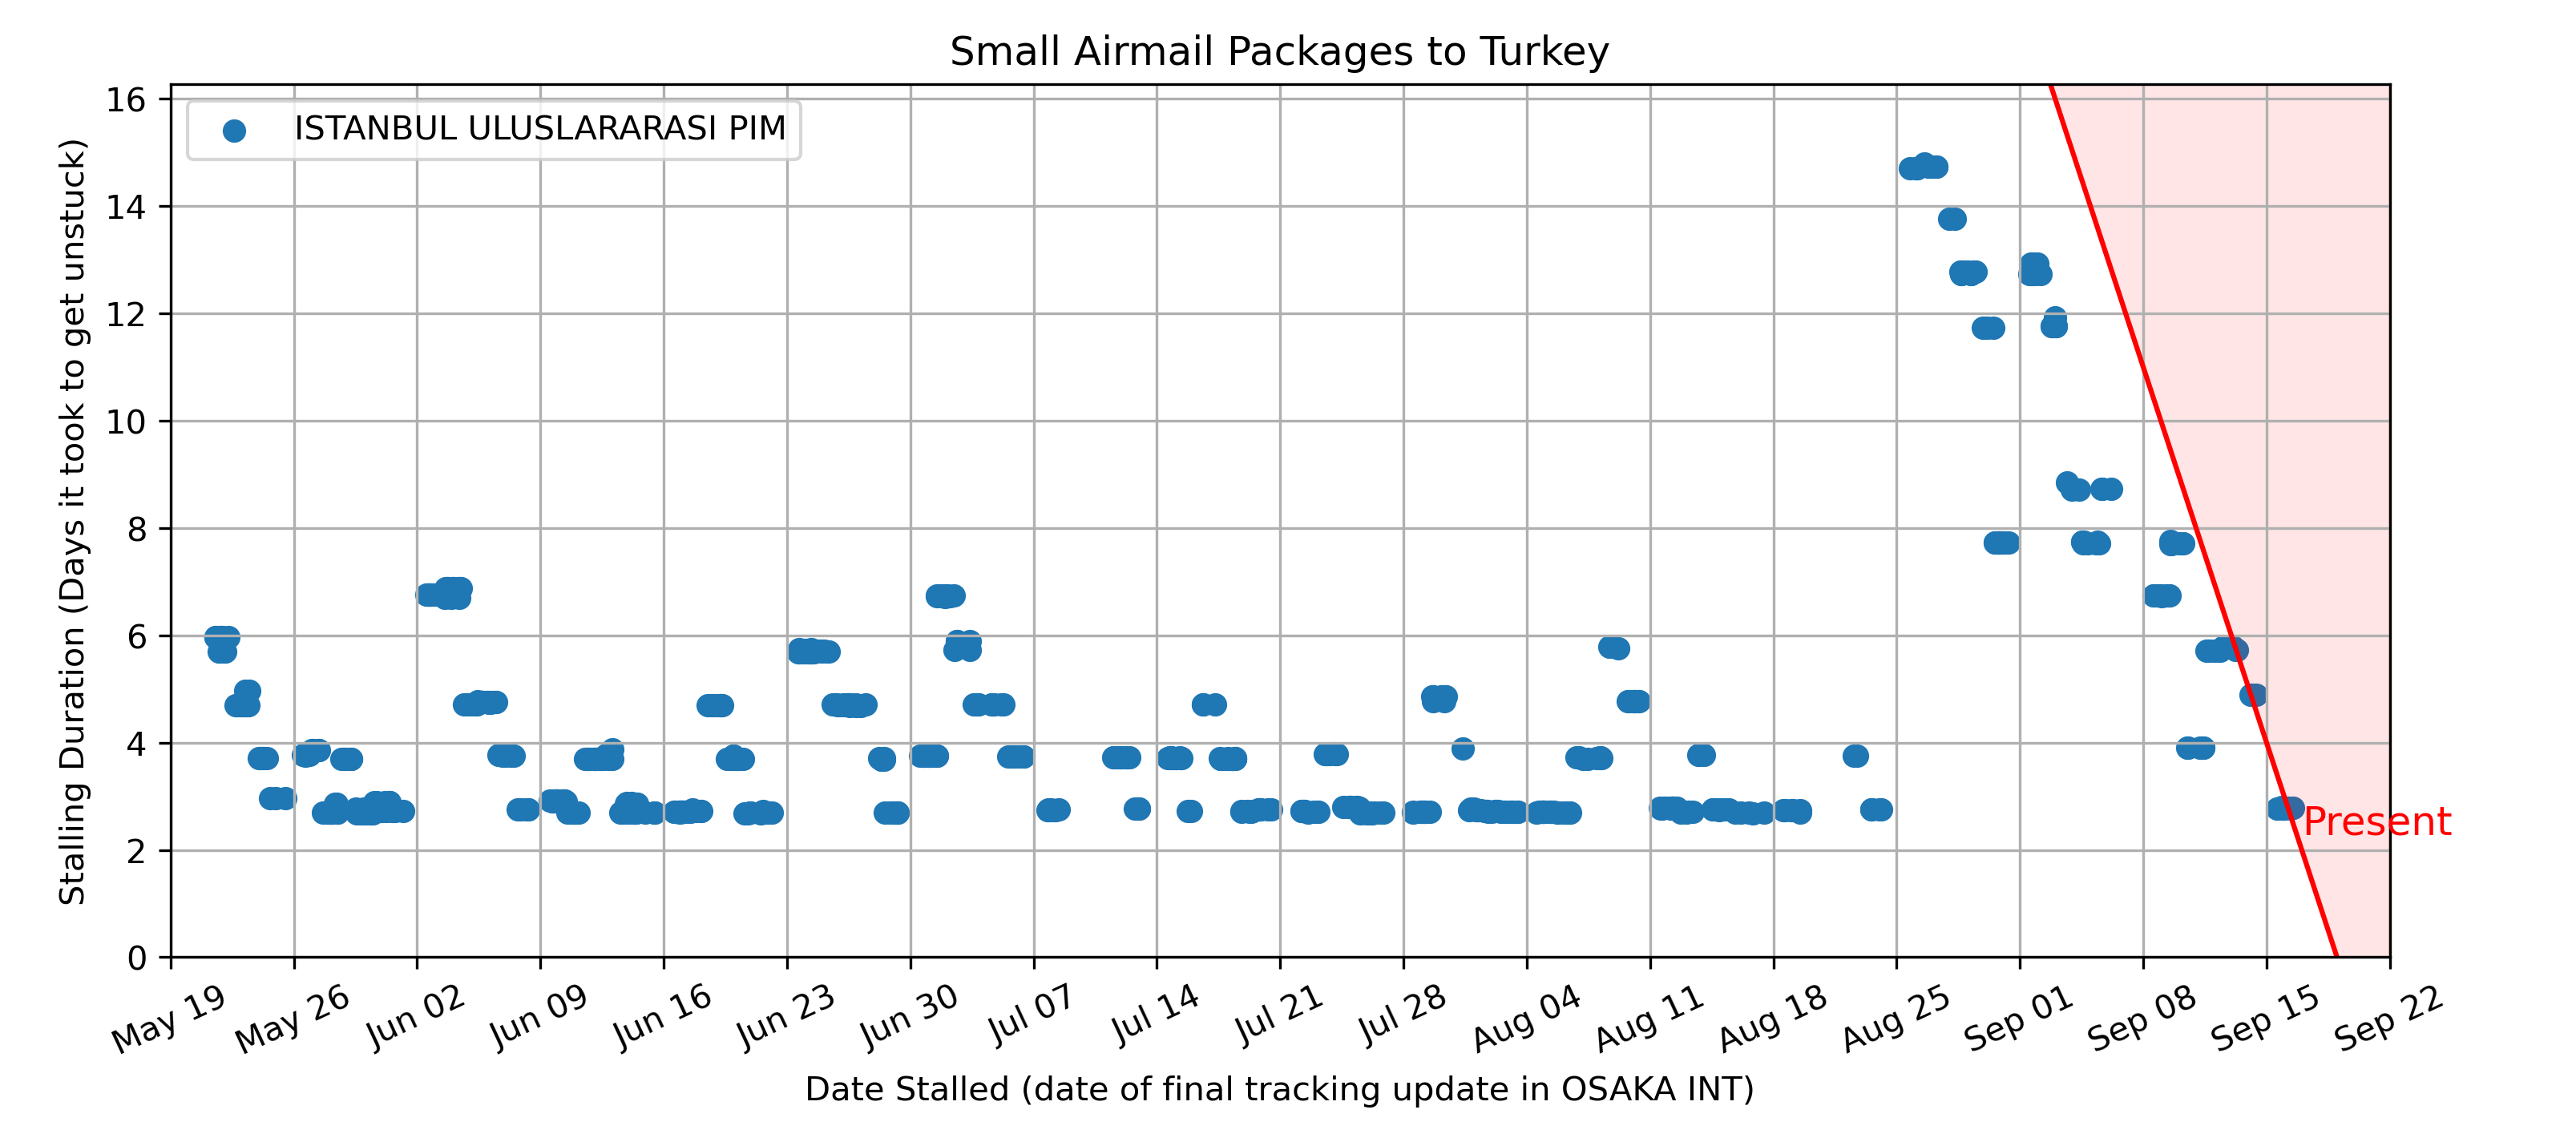 Small Airmail Packages to Turkey
ISTANBUL ULUSLARARASI PIM
Stalling Duration (Days it took to get unstuck)
16
14
12
10
8
6
4
2
0
Present
May 19
May 26
Jun 02
Jun 09
Jun 16
Jun 23
Jun 30
Jul 07
Jul 14
Jul 21
Jul 28
Aug 04
Aug 11
Aug 18
Aug 25
Sep 01
Sep 08
Sep 15
Sep 22
Date Stalled (date of final tracking update in OSAKA INT)